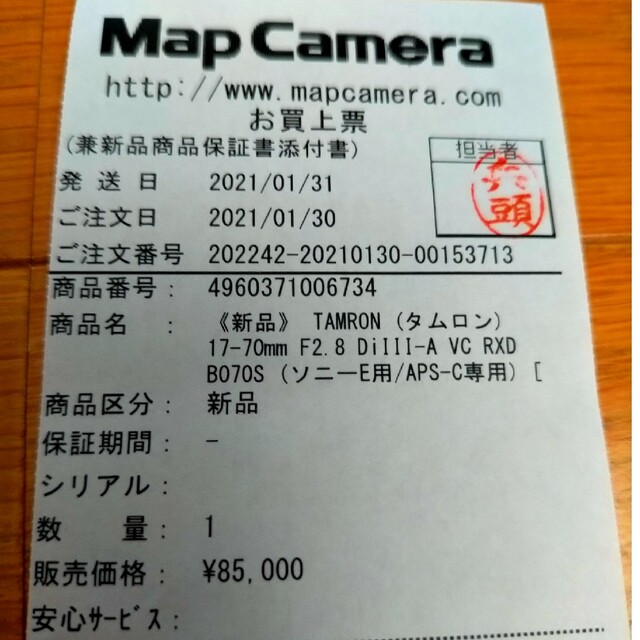 Map Camera
http://www.mapcamera.com
お買上票
(兼新品商品保証書添付書)
担当者
頭
発送日 2021/01/31
ご注文日 2021/01/30
ご注文番号 202242-20210130-00153713
商品番号: 4960371006734
商品名 : 《新品》 TAMRON (タムロン)
17-70mm F2.8 DiIII-A VC RXD
B070S (ソニーE用/APS-C専用) [
商品区分: 新品
保証期間: -
シリアル:
数 量: 1
販売価格: ¥85,000
安心サービス: